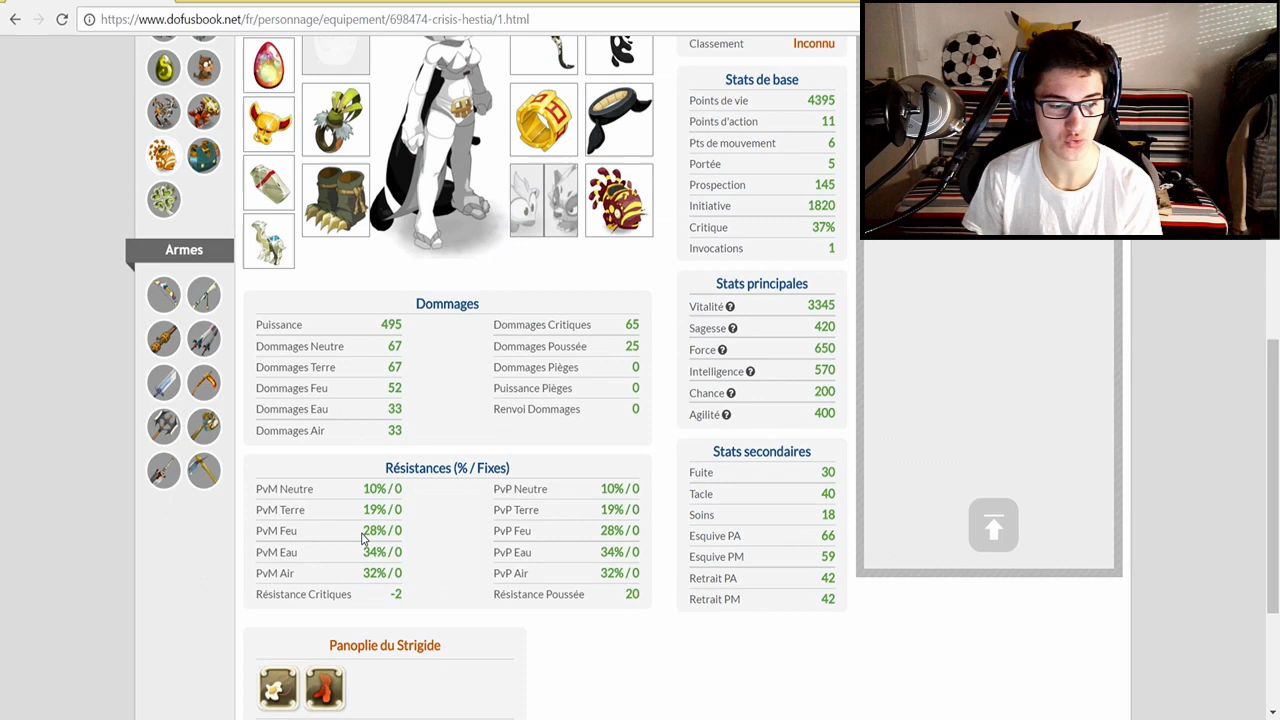 https://www.dofusbook.net/fr/personnage/equipement/698474-crisis-hestia/1.html
Armes
Dommages
Puissance 495
Dommages Neutre 67
Dommages Terre 67
Dommages Feu 52
Dommages Eau 33
Dommages Air 33
Dommages Critiques 65
Dommages Poussée 25
Dommages Pièges 0
Puissance Pièges 0
Renvoi Dommages 0
Résistances (% / Fixes)
PvM Neutre 10% / 0
PvM Terre 19% / 0
PvM Feu 28% / 0
PvM Eau 34% / 0
PvM Air 32% / 0
Résistance Critiques -2
PvP Neutre 10% / 0
PvP Terre 19% / 0
PvP Feu 28% / 0
PvP Eau 34% / 0
PvP Air 32% / 0
Résistance Poussée 20
Panoplie du Strigide
Classement Inconnu
Stats de base
Points de vie 4395
Points d'action 11
Pts de mouvement 6
Portée 5
Prospection 145
Initiative 1820
Critique 37%
Invocations 1
Stats principales
Vitalité ? 3345
Sagesse ? 420
Force ? 650
Intelligence ? 570
Chance ? 200
Agilité ? 400
Stats secondaires
Fuite 30
Tacle 40
Soins 18
Esquive PA 66
Esquive PM 59
Retrait PA 42
Retrait PM 42